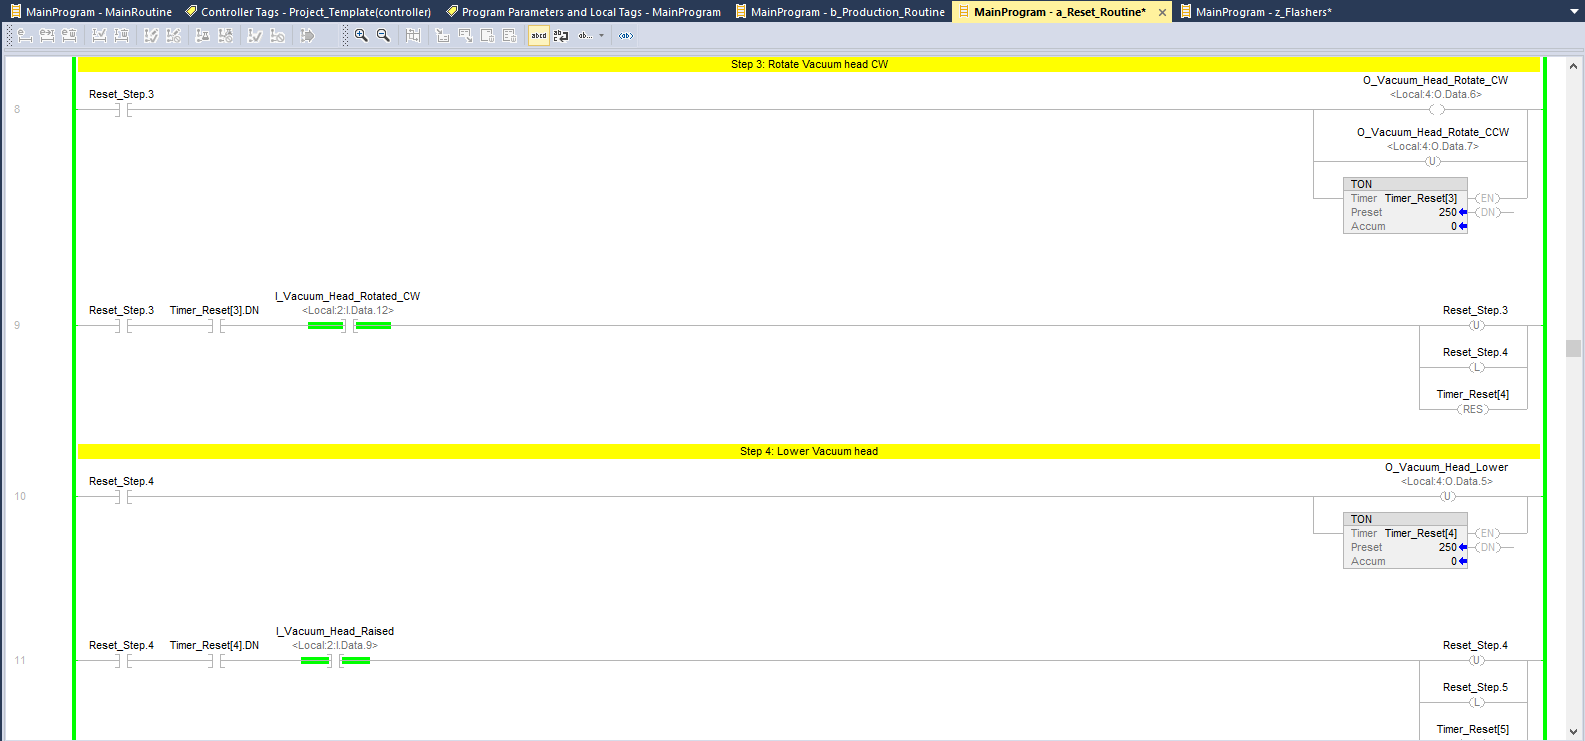 MainProgram - MainRoutine
Controller Tags - Project_Template(controller)
Program Parameters and Local Tags - MainProgram
MainProgram - b_Production_Routine
MainProgram - a_Reset_Routine*
MainProgram - z_Flashers*
abcd
ab...
Step 3: Rotate Vacuum head CW
8
Reset_Step.3
O_Vacuum_Head_Rotate_CW
<Local:4:O.Data.6>
O_Vacuum_Head_Rotate_CCW
<Local:4:O.Data.7>
U
TON
Timer Timer_Reset[3] EN
Preset 250 DN
Accum 0
9
Reset_Step.3 Timer_Reset[3].DN
I_Vacuum_Head_Rotated_CW
<Local:2:I.Data.12>
Reset_Step.3
U
Reset_Step.4
L
Timer_Reset[4]
RES
Step 4: Lower Vacuum head
10
Reset_Step.4
O_Vacuum_Head_Lower
<Local:4:O.Data.5>
U
TON
Timer Timer_Reset[4] EN
Preset 250 DN
Accum 0
11
Reset_Step.4 Timer_Reset[4].DN
I_Vacuum_Head_Raised
<Local:2:I.Data.9>
Reset_Step.4
U
Reset_Step.5
L
Timer_Reset[5]